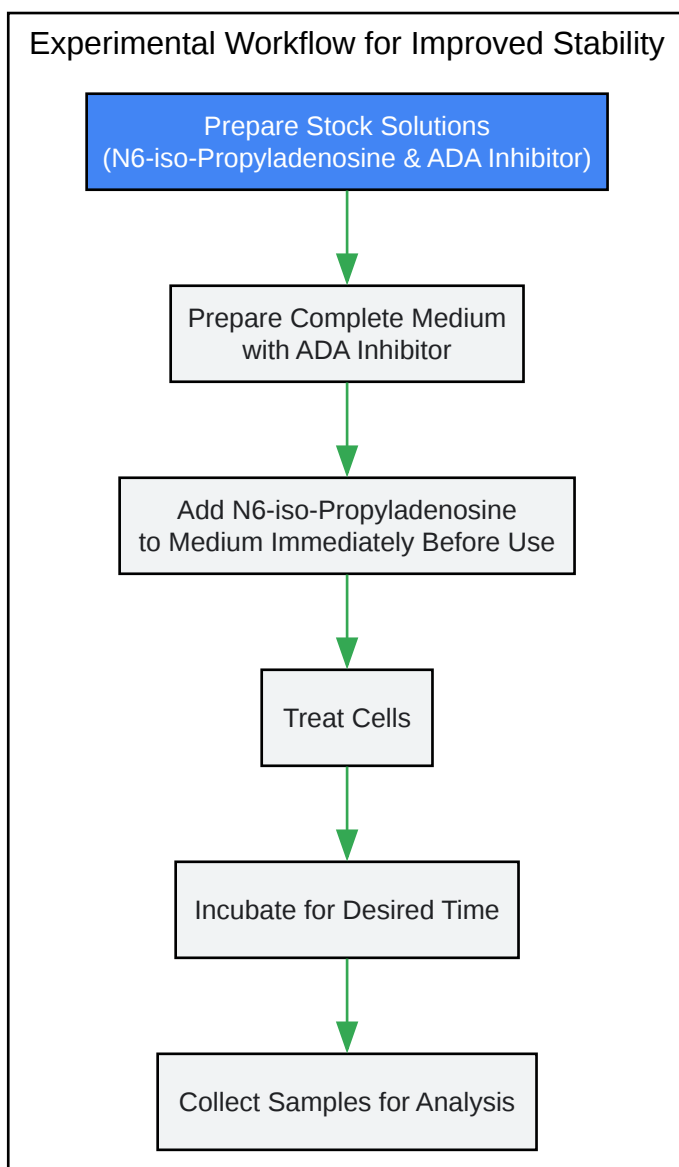 Experimental Workflow for Improved Stability
Prepare Stock Solutions
(N6-iso-Propyladenosine & ADA Inhibitor)
Prepare Complete Medium
with ADA Inhibitor
Add N6-iso-Propyladenosine
to Medium Immediately Before Use
Treat Cells
Incubate for Desired Time
Collect Samples for Analysis